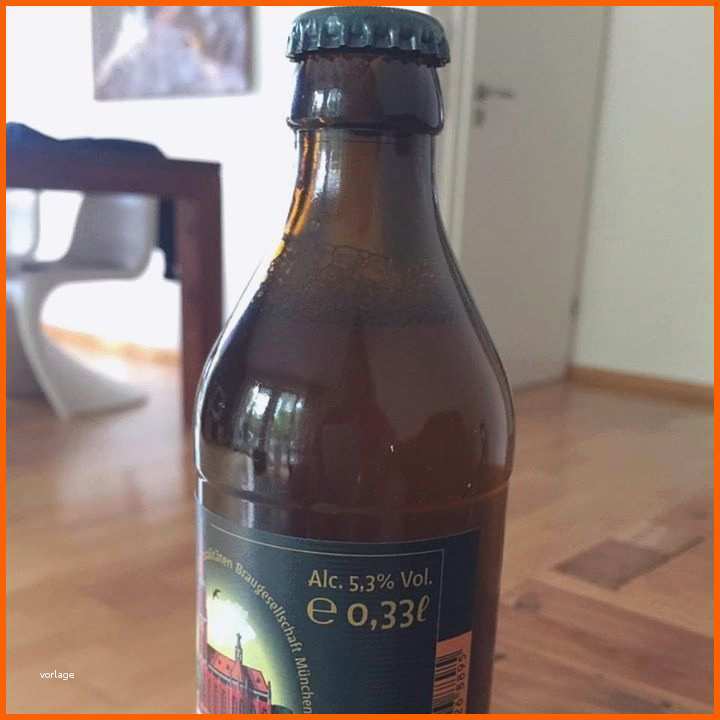 Braugesellschaft München
Alc. 5,3% Vol.
℮ 0,33ℓ
vorlage